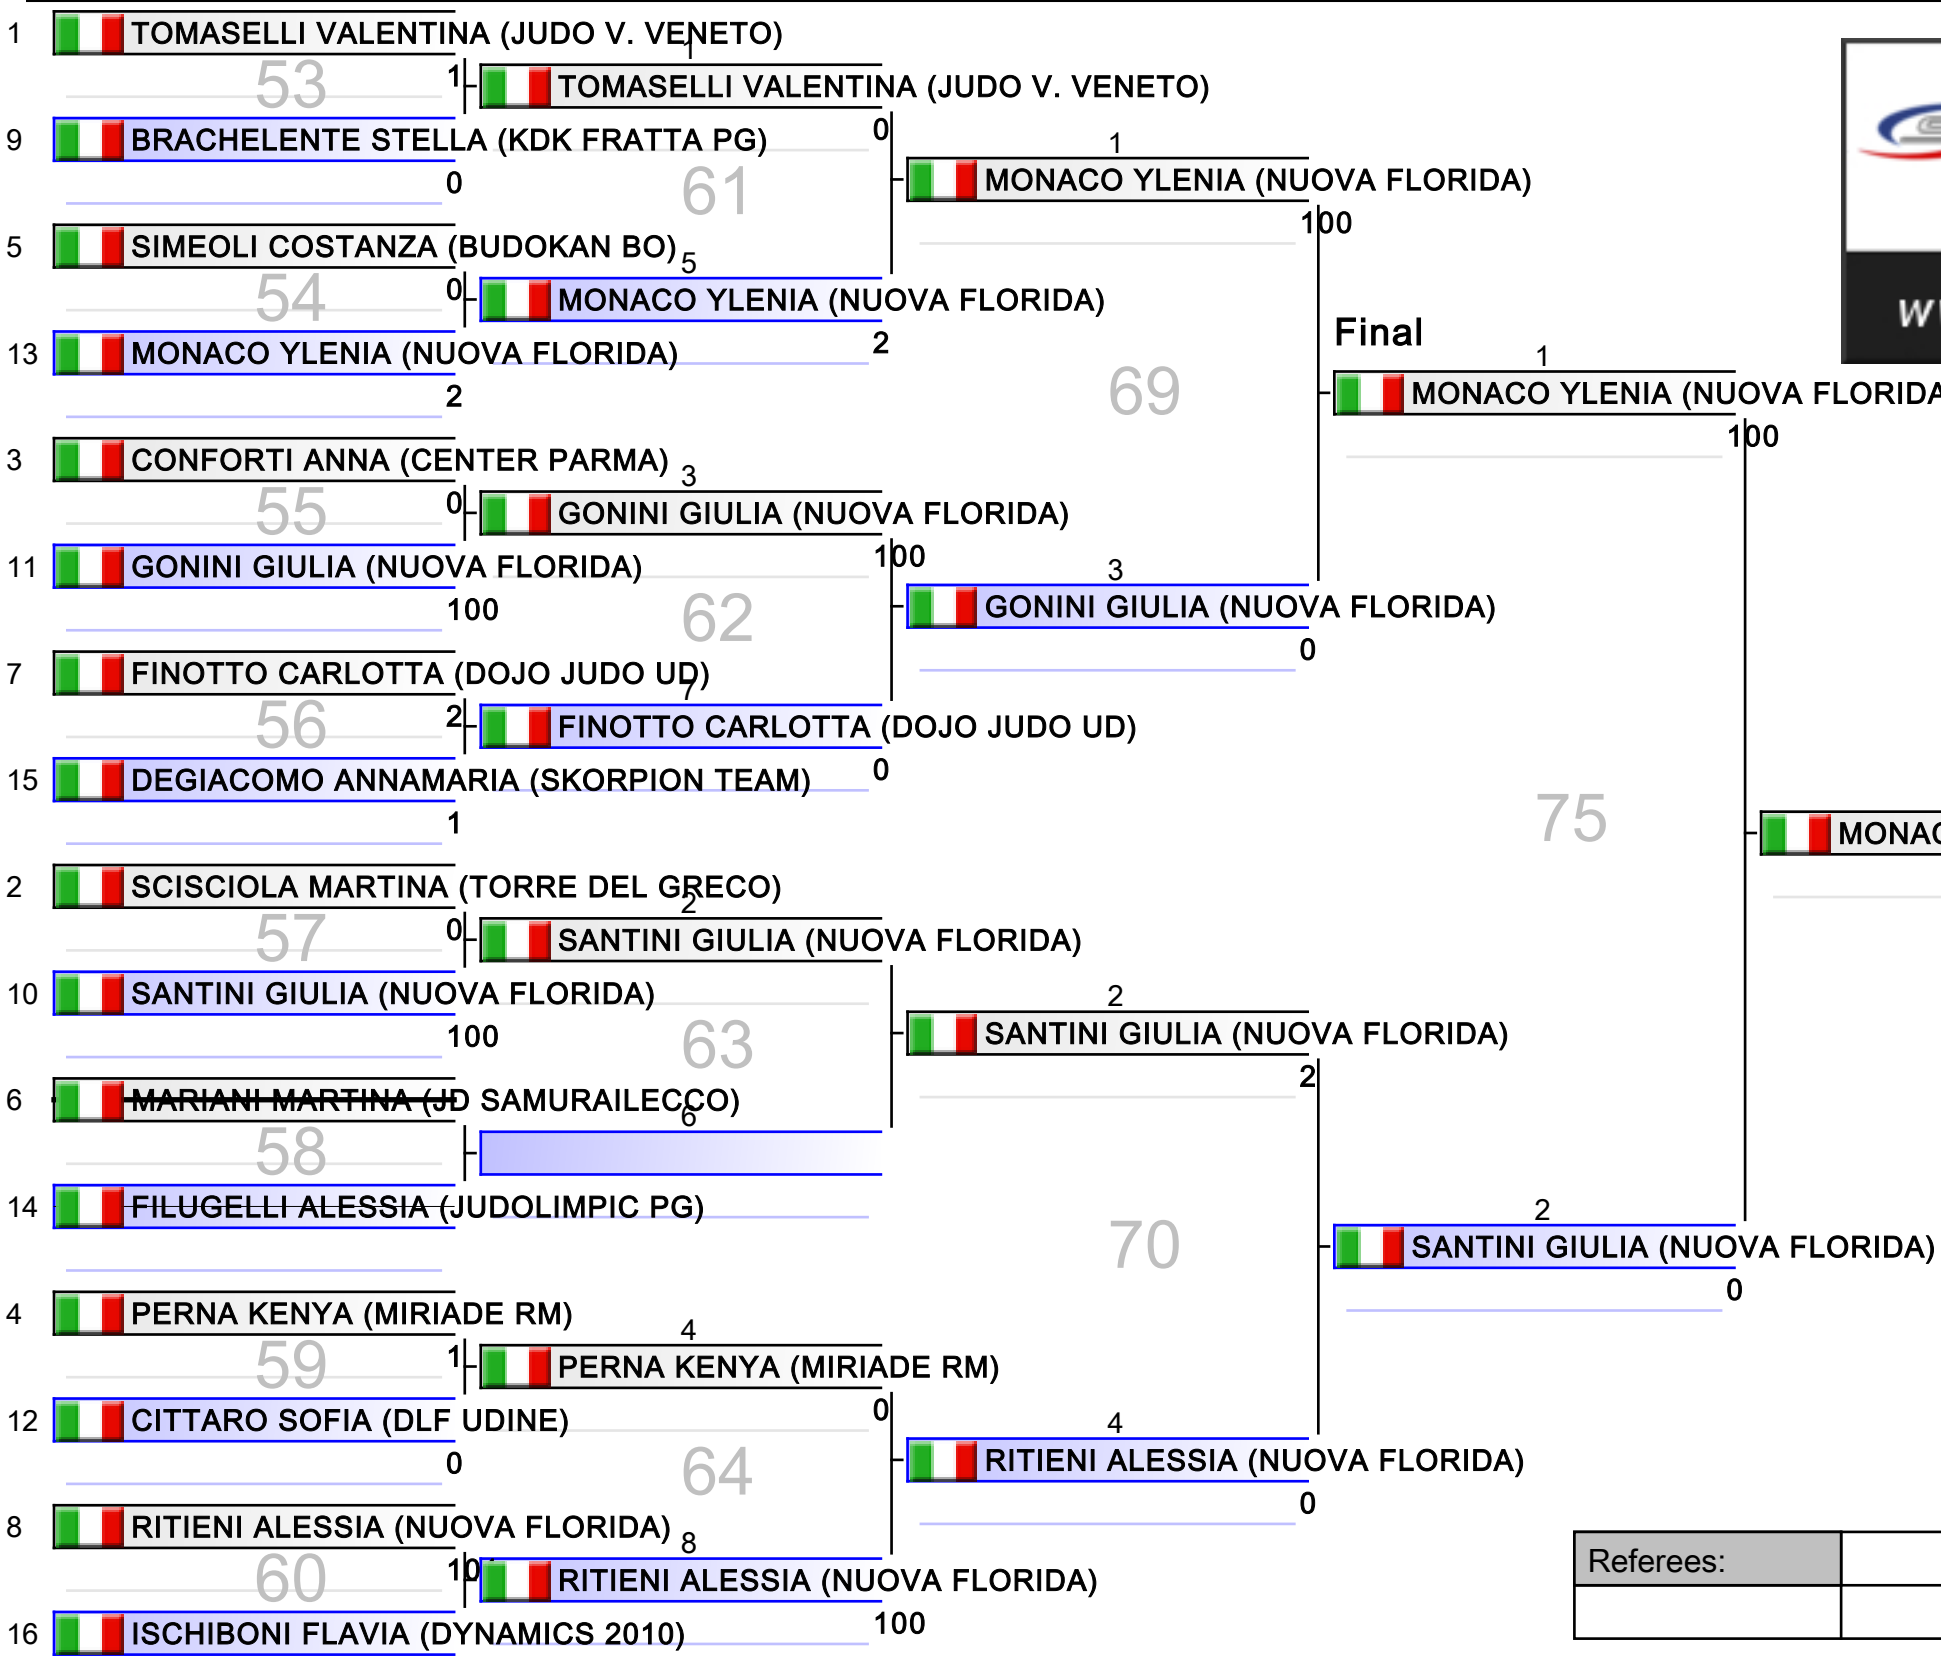 1 TOMASELLI VALENTINA (JUDO V. VENETO)
53
1
1
TOMASELLI VALENTINA (JUDO V. VENETO)
9 BRACHELENTE STELLA (KDK FRATTA PG)
0
0
61
1
MONACO YLENIA (NUOVA FLORIDA)
100
5 SIMEOLI COSTANZA (BUDOKAN BO)
54
0
5
MONACO YLENIA (NUOVA FLORIDA)
2
13 MONACO YLENIA (NUOVA FLORIDA)
2
69
Final
1
MONACO YLENIA (NUOVA FLORIDA
100
3 CONFORTI ANNA (CENTER PARMA)
55
0
3
GONINI GIULIA (NUOVA FLORIDA)
100
11 GONINI GIULIA (NUOVA FLORIDA)
100
62
3
GONINI GIULIA (NUOVA FLORIDA)
0
7 FINOTTO CARLOTTA (DOJO JUDO UD)
56
2
7
FINOTTO CARLOTTA (DOJO JUDO UD)
0
15 DEGIACOMO ANNAMARIA (SKORPION TEAM)
1
75
MONAC
2 SCISCIOLA MARTINA (TORRE DEL GRECO)
57
0
2
SANTINI GIULIA (NUOVA FLORIDA)
10 SANTINI GIULIA (NUOVA FLORIDA)
100
63
2
SANTINI GIULIA (NUOVA FLORIDA)
2
6 MARIANI MARTINA (JD SAMURAILECCO)
58
6
14 FILUGELLI ALESSIA (JUDOLIMPIC PG)
70
2
SANTINI GIULIA (NUOVA FLORIDA)
0
4 PERNA KENYA (MIRIADE RM)
59
1
4
PERNA KENYA (MIRIADE RM)
0
12 CITTARO SOFIA (DLF UDINE)
0
64
4
RITIENI ALESSIA (NUOVA FLORIDA)
0
8 RITIENI ALESSIA (NUOVA FLORIDA)
60
10
8
RITIENI ALESSIA (NUOVA FLORIDA)
100
16 ISCHIBONI FLAVIA (DYNAMICS 2010)
Referees: